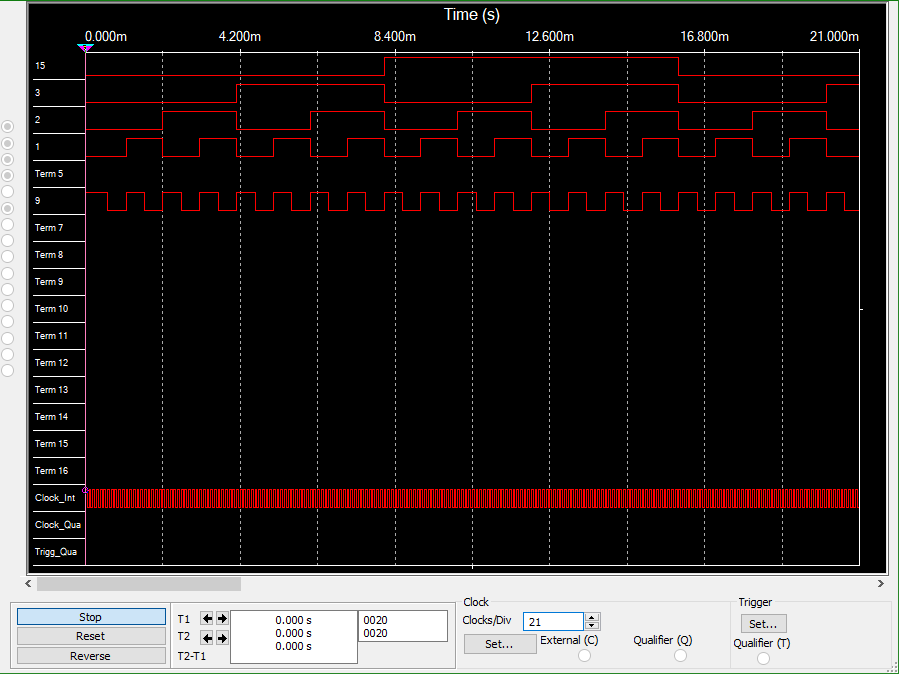 Time (s)
0.000m 4.200m 8.400m 12.600m 16.800m 21.000m
15
3
2
1
Term 5
9
Term 7
Term 8
Term 9
Term 10
Term 11
Term 12
Term 13
Term 14
Term 15
Term 16
Clock_Int
Clock_Qua
Trigg_Qua
Stop
Reset
Reverse
T1
T2
T2-T1
0.000 s 0020
0.000 s 0020
0.000 s
Clock
Clocks/Div 21
Set... External (C) Qualifier (Q)
Trigger
Set...
Qualifier (T)